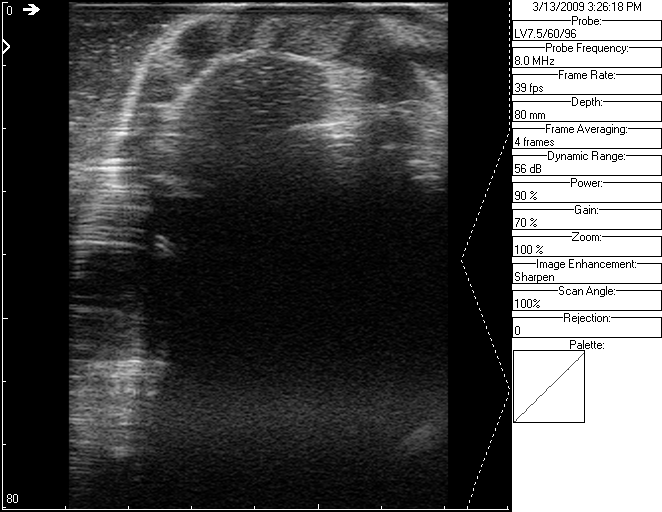 0
80
3/13/2009 3:26:18 PM
Probe:
LV7.5/60/96
Probe Frequency:
8.0 MHz
Frame Rate:
39 fps
Depth:
80 mm
Frame Averaging:
4 frames
Dynamic Range:
56 dB
Power:
90 %
Gain:
70 %
Zoom:
100 %
Image Enhancement:
Sharpen
Scan Angle:
100%
Rejection:
0
Palette: